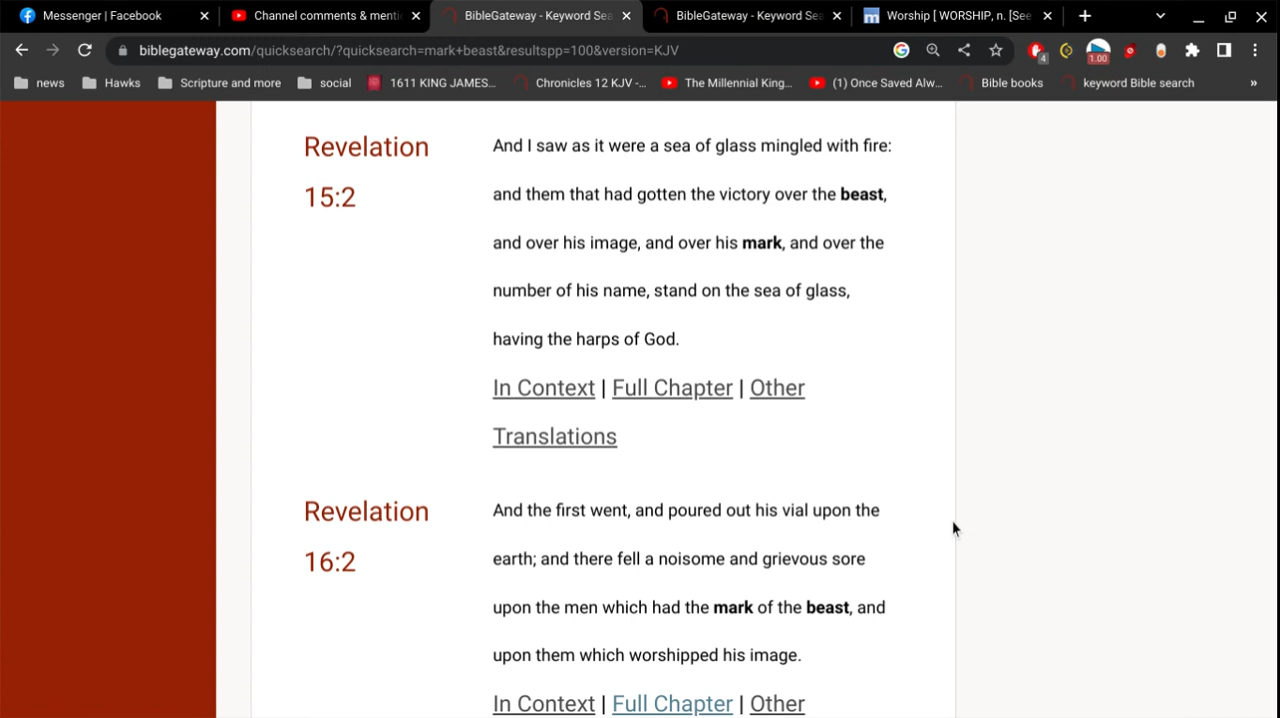 Messenger | Facebook
Channel comments & menti
BibleGateway - Keyword Sea
BibleGateway - Keyword Sea
Worship [ WORSHIP, n. [See
biblegateway.com/quicksearch/?quicksearch=mark+beast&resultspp=100&version=KJV
4
1.00
news
Hawks
Scripture and more
social
1611 KING JAMES...
Chronicles 12 KJV -...
The Millennial King...
(1) Once Saved Alw...
Bible books
keyword Bible search
»
Revelation
15:2
And I saw as it were a sea of glass mingled with fire:
and them that had gotten the victory over the beast,
and over his image, and over his mark, and over the
number of his name, stand on the sea of glass,
having the harps of God.
In Context | Full Chapter | Other
Translations
Revelation
16:2
And the first went, and poured out his vial upon the
earth; and there fell a noisome and grievous sore
upon the men which had the mark of the beast, and
upon them which worshipped his image.
In Context | Full Chapter | Other